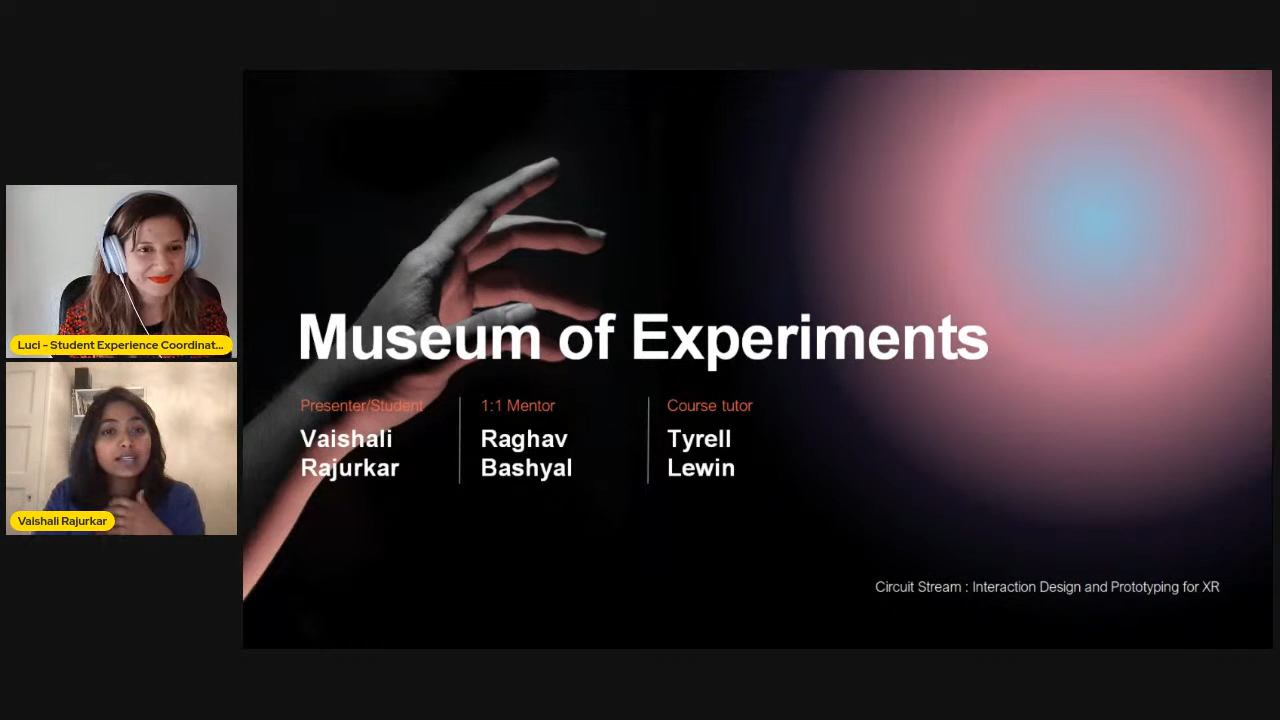 Luci - Student Experience Coordinat...
Vaishali Rajurkar
Museum of Experiments
Presenter/Student
Vaishali
Rajurkar
1:1 Mentor
Raghav
Bashyal
Course tutor
Tyrell
Lewin
Circuit Stream : Interaction Design and Prototyping for XR